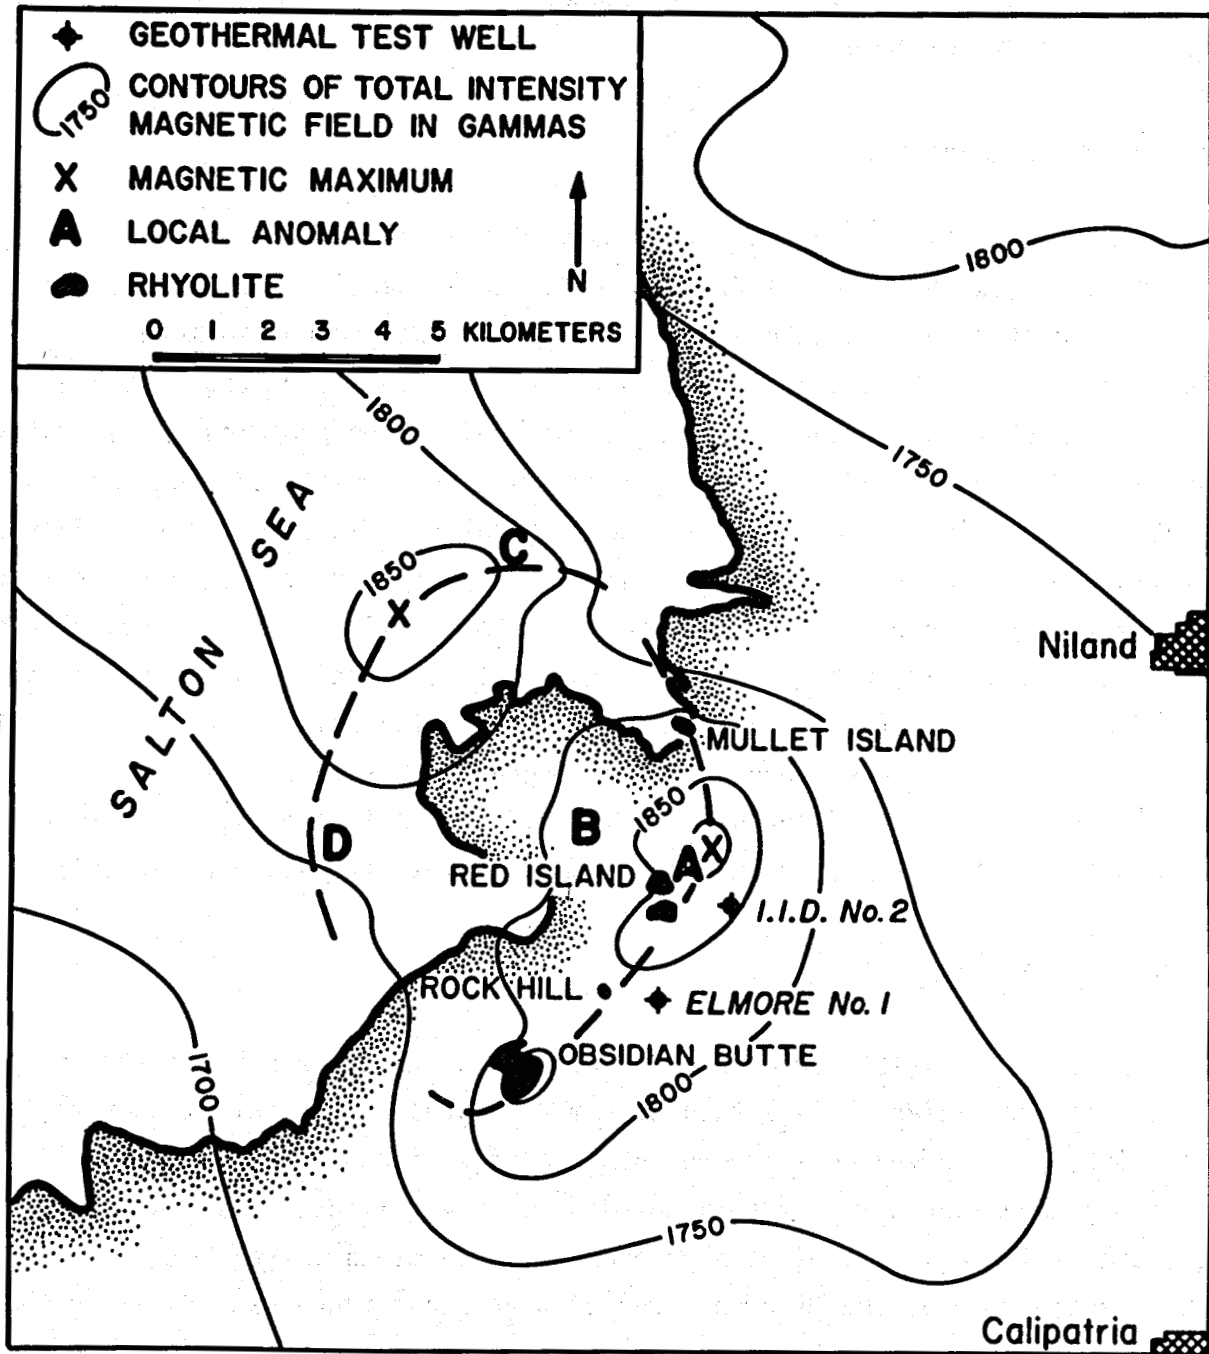 GEOTHERMAL TEST WELL
1750
CONTOURS OF TOTAL INTENSITY
MAGNETIC FIELD IN GAMMAS
X MAGNETIC MAXIMUM
A LOCAL ANOMALY
RHYOLITE
N
0 1 2 3 4 5 KILOMETERS
1800
1800
1750
SEA
C
1850
X
Niland
SALTON
MULLET ISLAND
1850
B
D
X
A
RED ISLAND
I.I.D. No. 2
ROCK HILL
ELMORE No. 1
OBSIDIAN BUTTE
1700
1800
1750
Calipatria